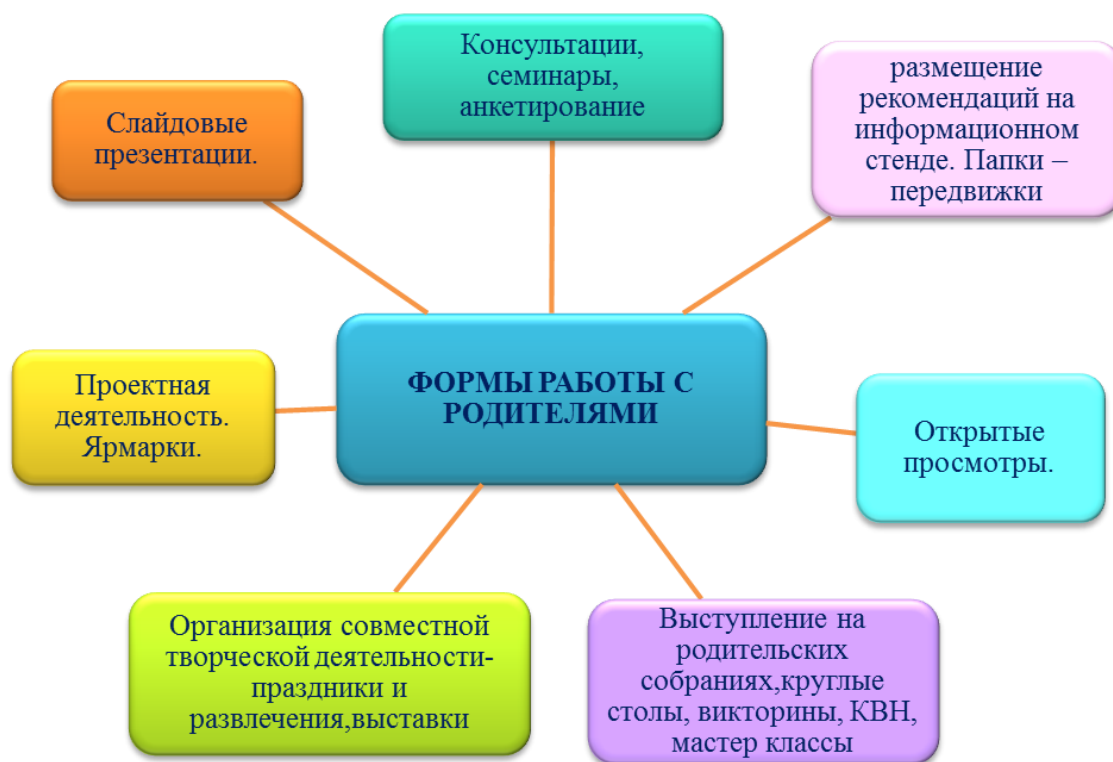 Консультации,
семинары,
анкетирование
размещение
рекомендаций на
информационном
стенде. Папки –
передвижки
Слайдовые
презентации.
ФОРМЫ РАБОТЫ С
РОДИТЕЛЯМИ
Проектная
деятельность.
Ярмарки.
Открытые
просмотры.
Организация совместной
творческой деятельности-
праздники и
развлечения,выставки
Выступление на
родительских
собраниях,круглые
столы, викторины, КВН,
мастер классы